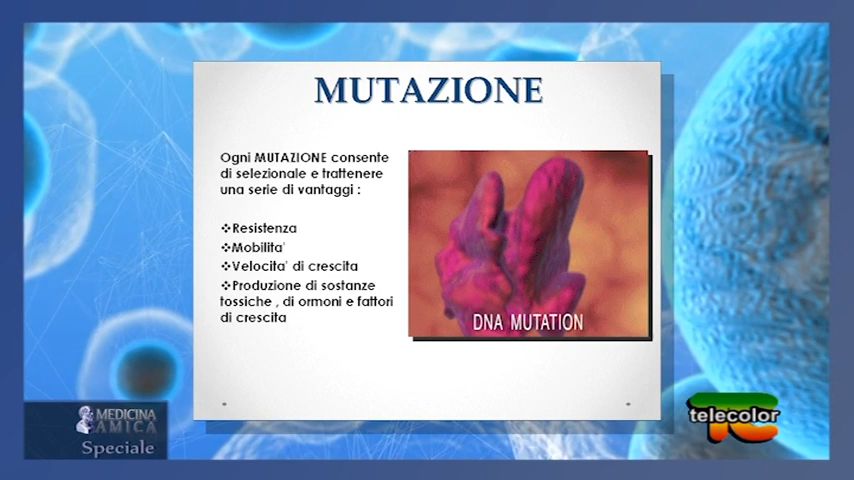 MUTAZIONE
Ogni MUTAZIONE consente
di selezionale e trattenere
una serie di vantaggi :
❖Resistenza
❖Mobilita'
❖Velocita' di crescita
❖Produzione di sostanze
tossiche , di ormoni e fattori
di crescita
DNA MUTATION
MEDICINA
AMICA
Speciale
telecolor